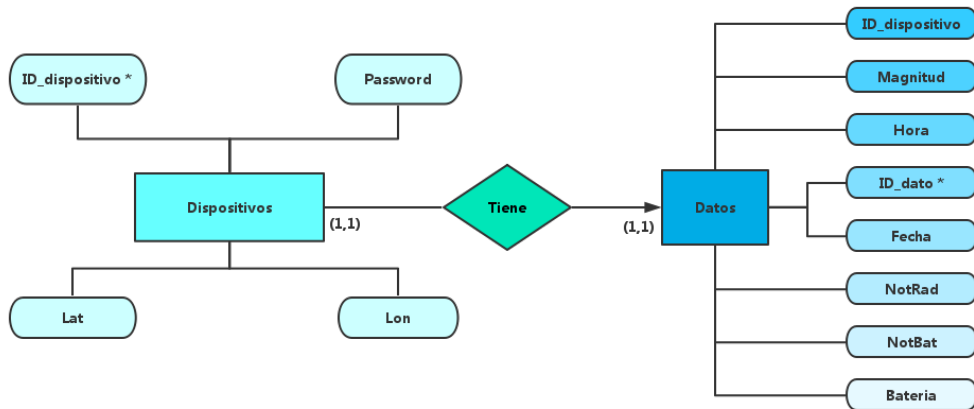 ID_dispositivo *
Password
Dispositivos
(1,1)
Lat
Lon
Tiene
(1,1)
Datos
ID_dispositivo
Magnitud
Hora
ID_dato *
Fecha
NotRad
NotBat
Bateria